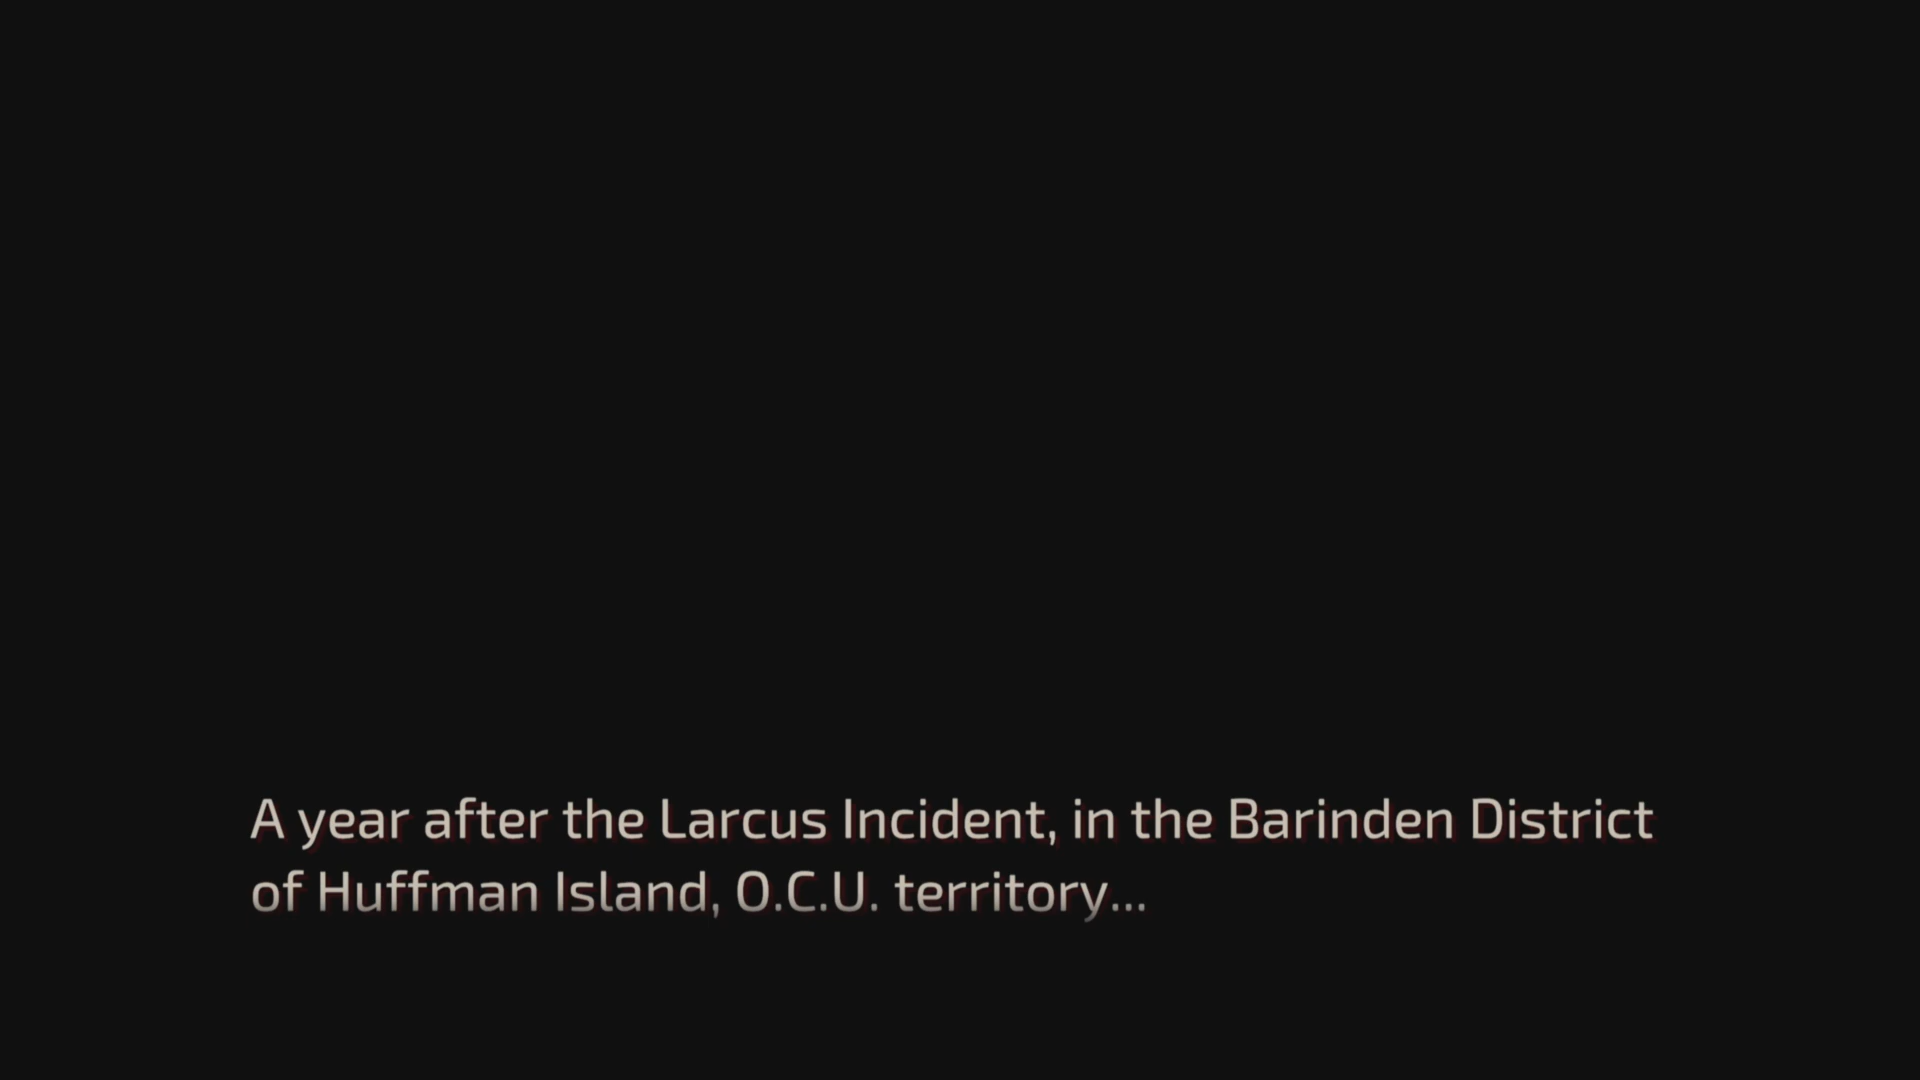 A year after the Larcus Incident, in the Barinden District
of Huffman Island, O.C.U. territory...